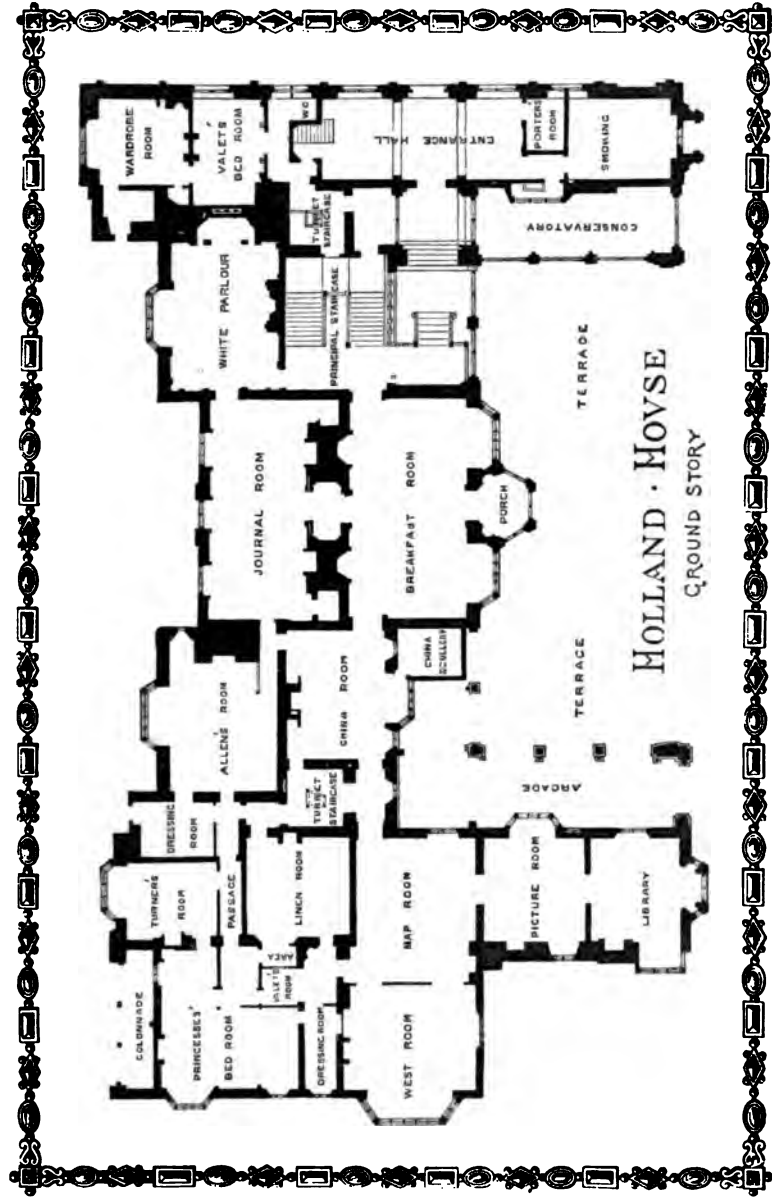 WARDROBE
ROOM
VALETS
BED ROOM
W C
ENTRANCE HALL
PORTERS
ROOM
SMOKING
TURRET
STAIRCASE
CONSERVATORY
WHITE PARLOUR
PRINCIPAL STAIRCASE
TERRACE
JOURNAL ROOM
BREAKFAST ROOM
PORCH
HOLLAND · HOVSE
GROUND STORY
ALLENS ROOM
CHINA ROOM
CHINA
SCULLERY
TERRACE
TURRET
STAIRCASE
ARCADE
DRESSING
ROOM
TURNERS
ROOM
PASSAGE
LINEN ROOM
MAP ROOM
PICTURE ROOM
LIBRARY
COLONNADE
PRINCESSES'
BED ROOM
VALETS
ROOM
AREA
DRESSING ROOM
WEST ROOM